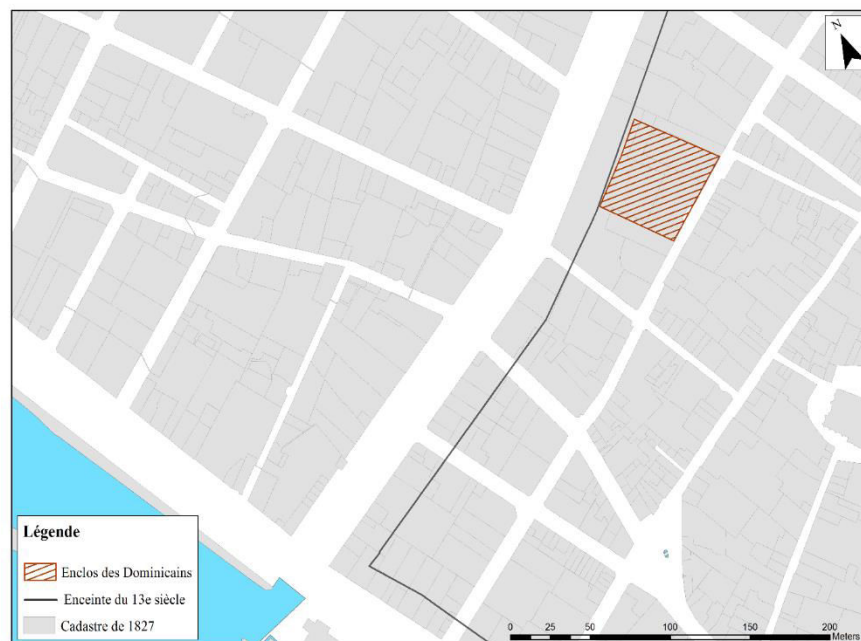 N
Légende
Enclos des Dominicains
Enceinte du 13e siècle
Cadastre de 1827
0 25 50 100 150 200
Meters